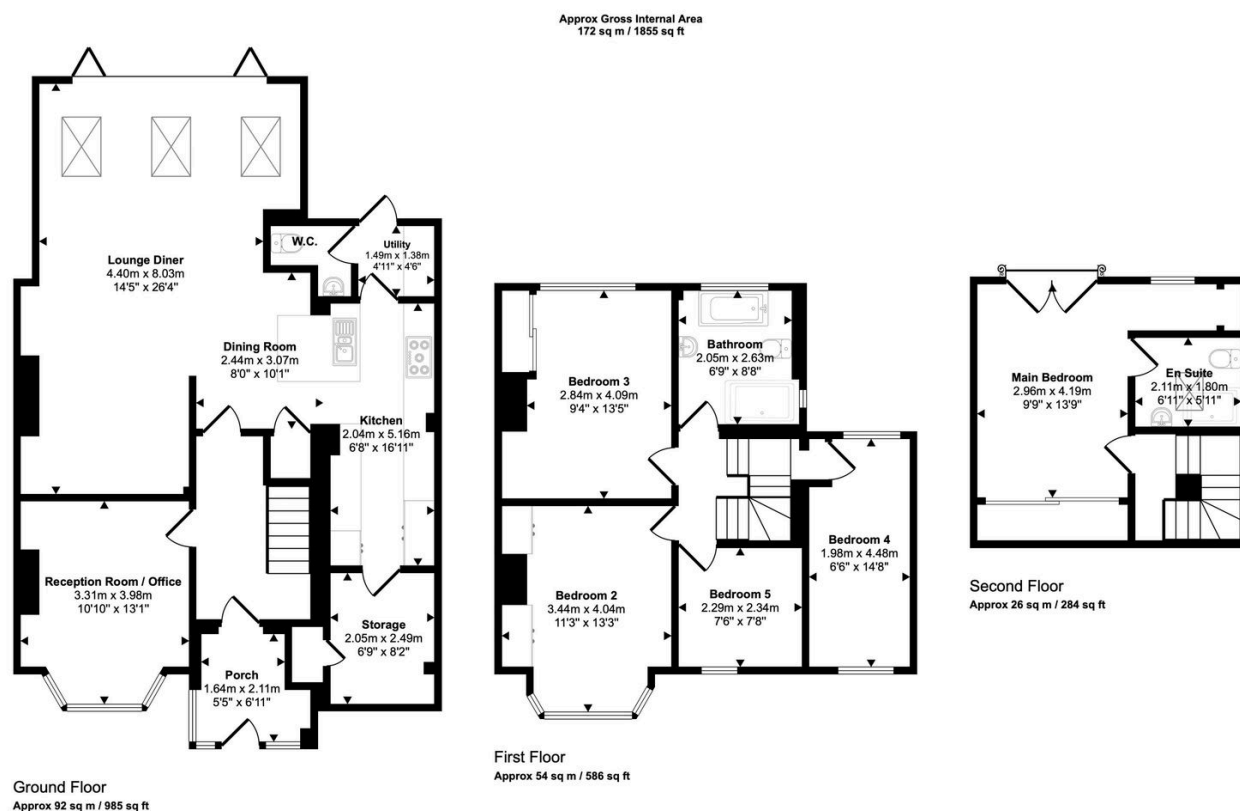 Approx Gross Internal Area
172 sq m / 1855 sq ft
Lounge Diner
4.40m x 8.03m
14'5" x 26'4"
W.C.
Utility
1.49m x 1.38m
4'11" x 4'6"
Dining Room
2.44m x 3.07m
8'0" x 10'1"
Kitchen
2.04m x 5.16m
6'8" x 16'11"
Reception Room / Office
3.31m x 3.98m
10'10" x 13'1"
Storage
2.05m x 2.49m
6'9" x 8'2"
Porch
1.64m x 2.11m
5'5" x 6'11"
Ground Floor
Approx 92 sq m / 985 sq ft
Bedroom 3
2.84m x 4.09m
9'4" x 13'5"
Bathroom
2.05m x 2.63m
6'9" x 8'8"
Bedroom 4
1.98m x 4.48m
6'6" x 14'8"
Bedroom 2
3.44m x 4.04m
11'3" x 13'3"
Bedroom 5
2.29m x 2.34m
7'6" x 7'8"
First Floor
Approx 54 sq m / 586 sq ft
Main Bedroom
2.96m x 4.19m
9'9" x 13'9"
En Suite
2.11m x 1.80m
6'11" x 5'11"
Second Floor
Approx 26 sq m / 284 sq ft